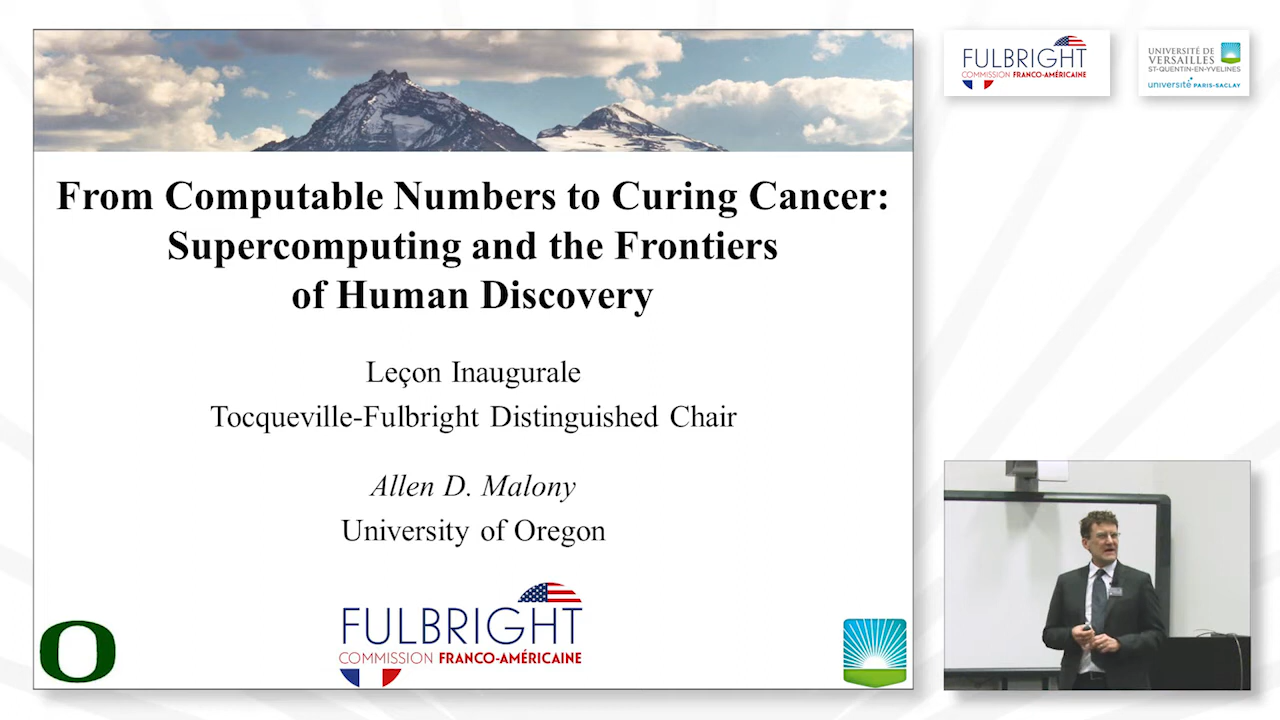 From Computable Numbers to Curing Cancer:
Supercomputing and the Frontiers
of Human Discovery
Leçon Inaugurale
Tocqueville-Fulbright Distinguished Chair
Allen D. Malony
University of Oregon
O
FULBRIGHT
COMMISSION FRANCO-AMÉRICAINE
FULBRIGHT
COMMISSION FRANCO-AMÉRICAINE
UNIVERSITÉ DE
VERSAILLES
ST-QUENTIN-EN-YVELINES
université PARIS-SACLAY